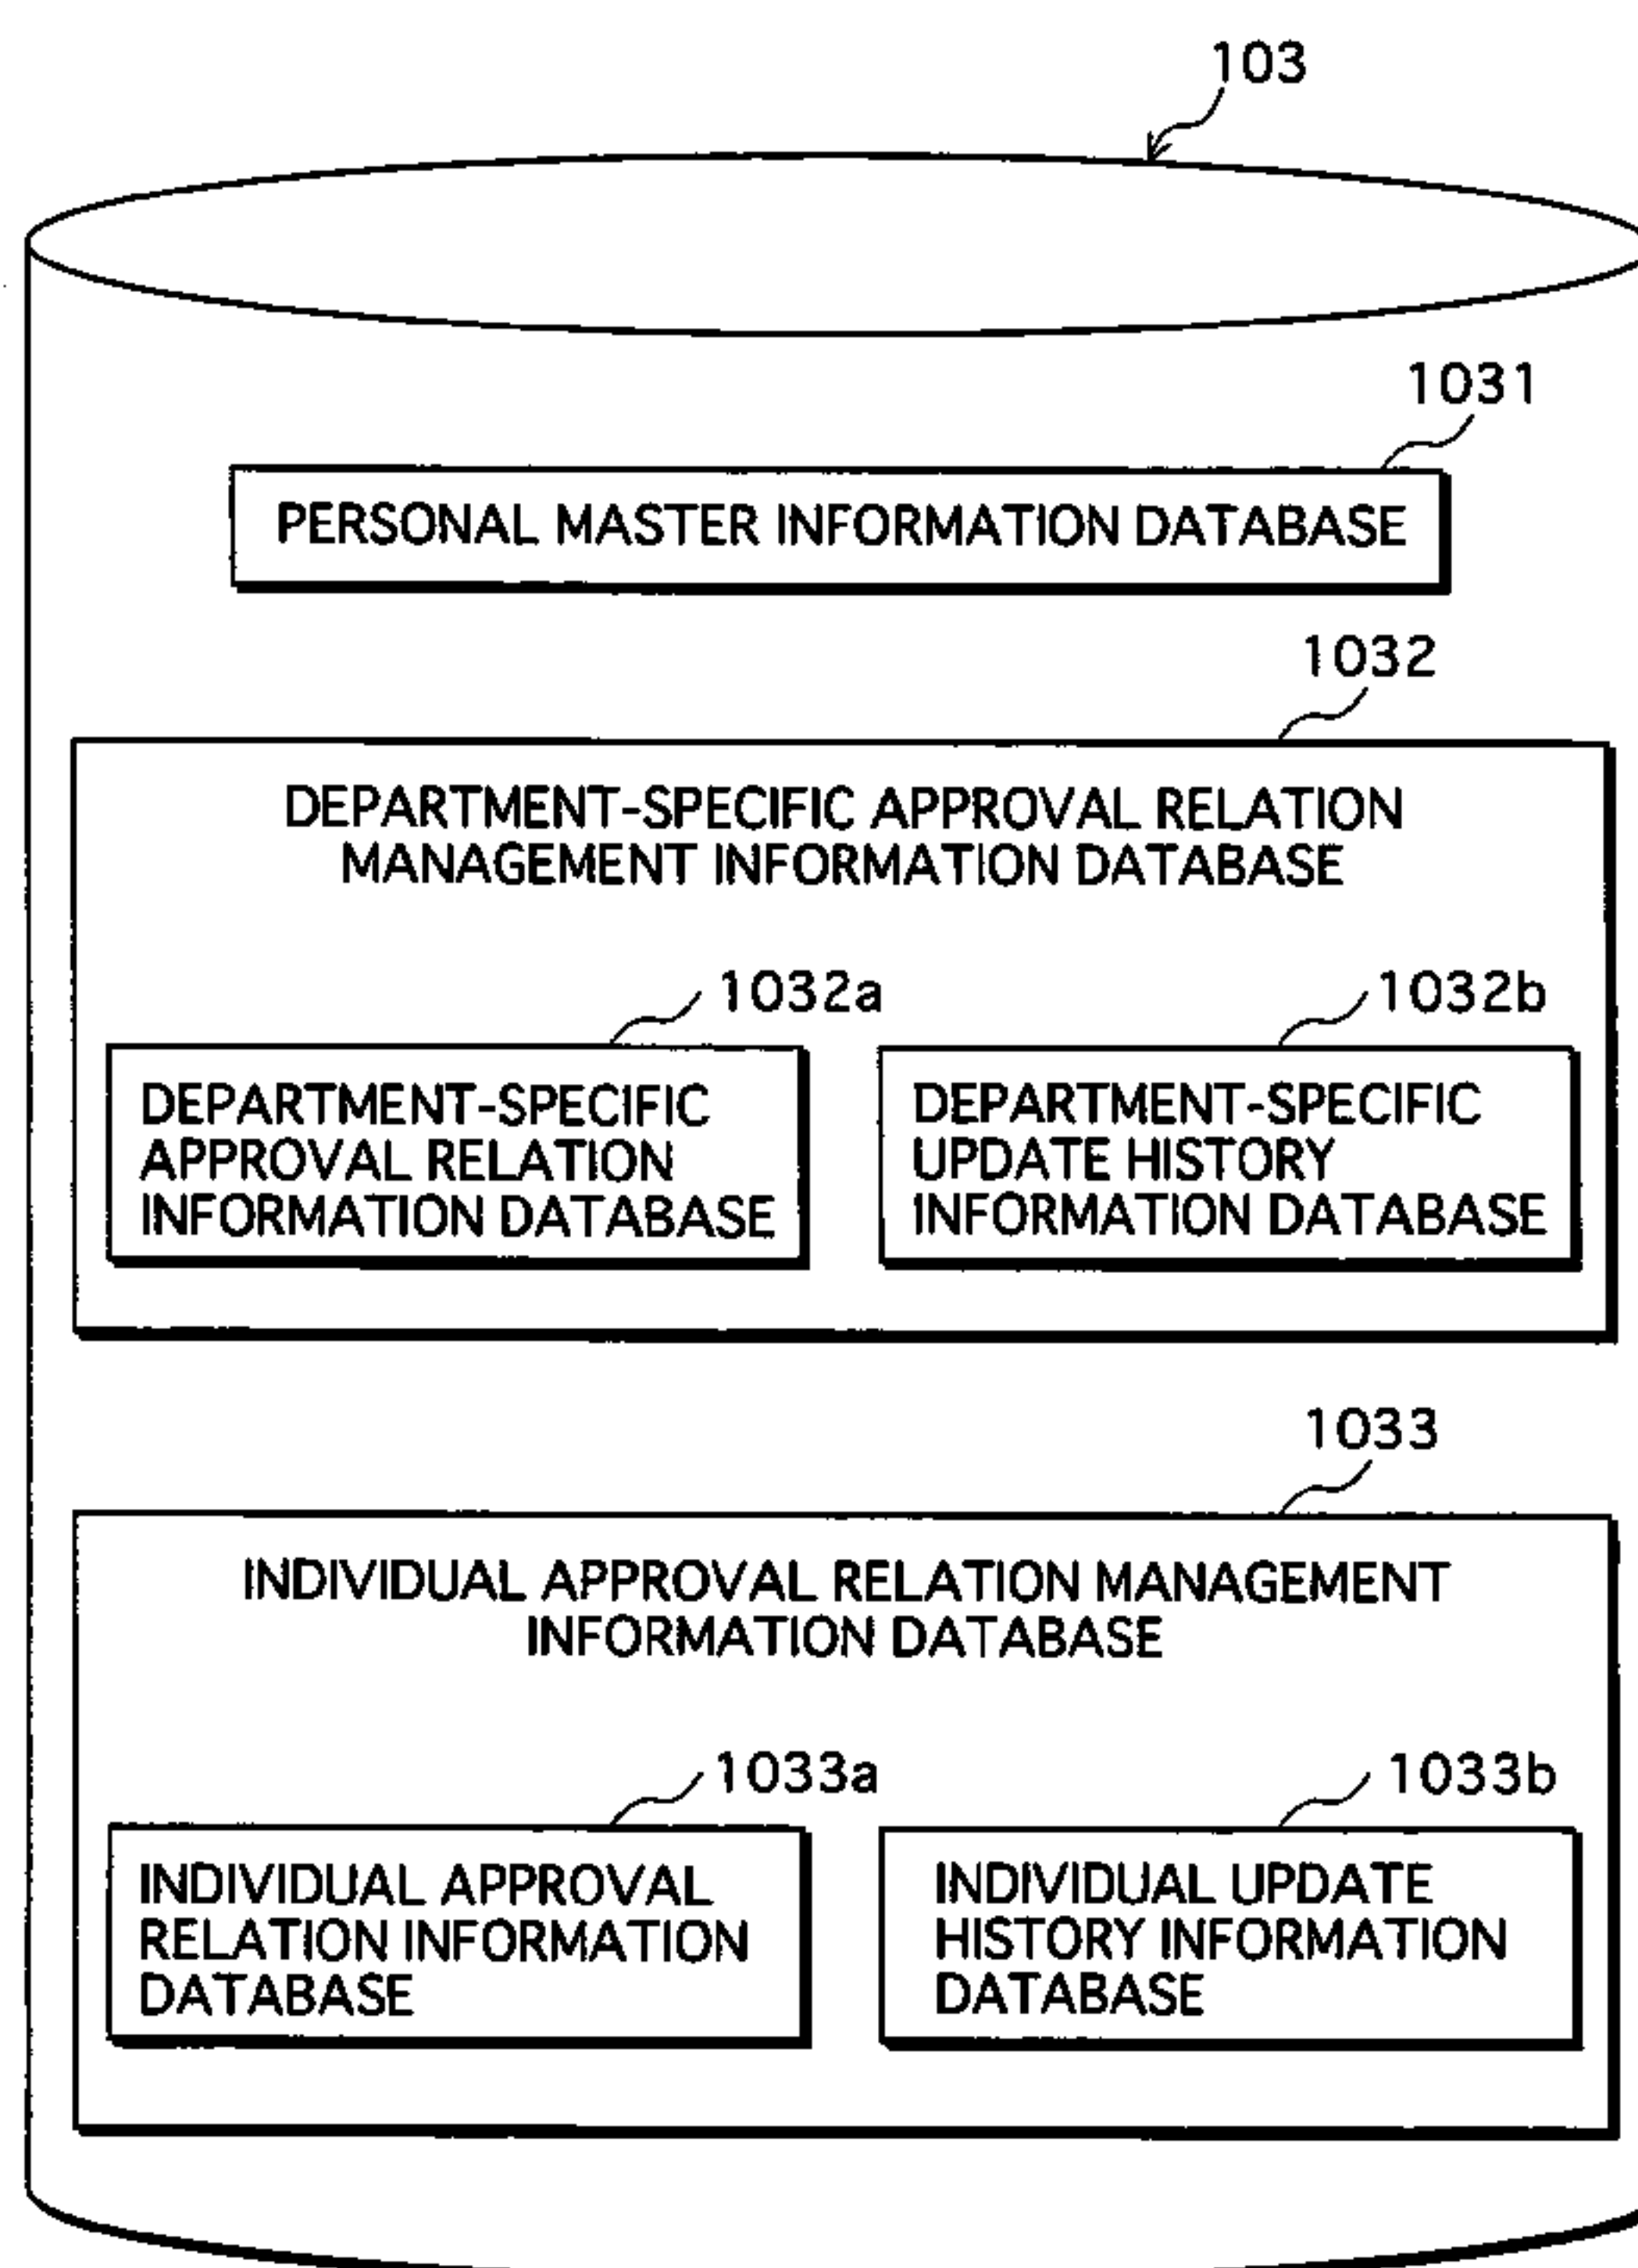 103
1031
PERSONAL MASTER INFORMATION DATABASE
1032
DEPARTMENT-SPECIFIC APPROVAL RELATION
MANAGEMENT INFORMATION DATABASE
1032a
DEPARTMENT-SPECIFIC
APPROVAL RELATION
INFORMATION DATABASE
1032b
DEPARTMENT-SPECIFIC
UPDATE HISTORY
INFORMATION DATABASE
1033
INDIVIDUAL APPROVAL RELATION MANAGEMENT
INFORMATION DATABASE
1033a
INDIVIDUAL APPROVAL
RELATION INFORMATION
DATABASE
1033b
INDIVIDUAL UPDATE
HISTORY INFORMATION
DATABASE